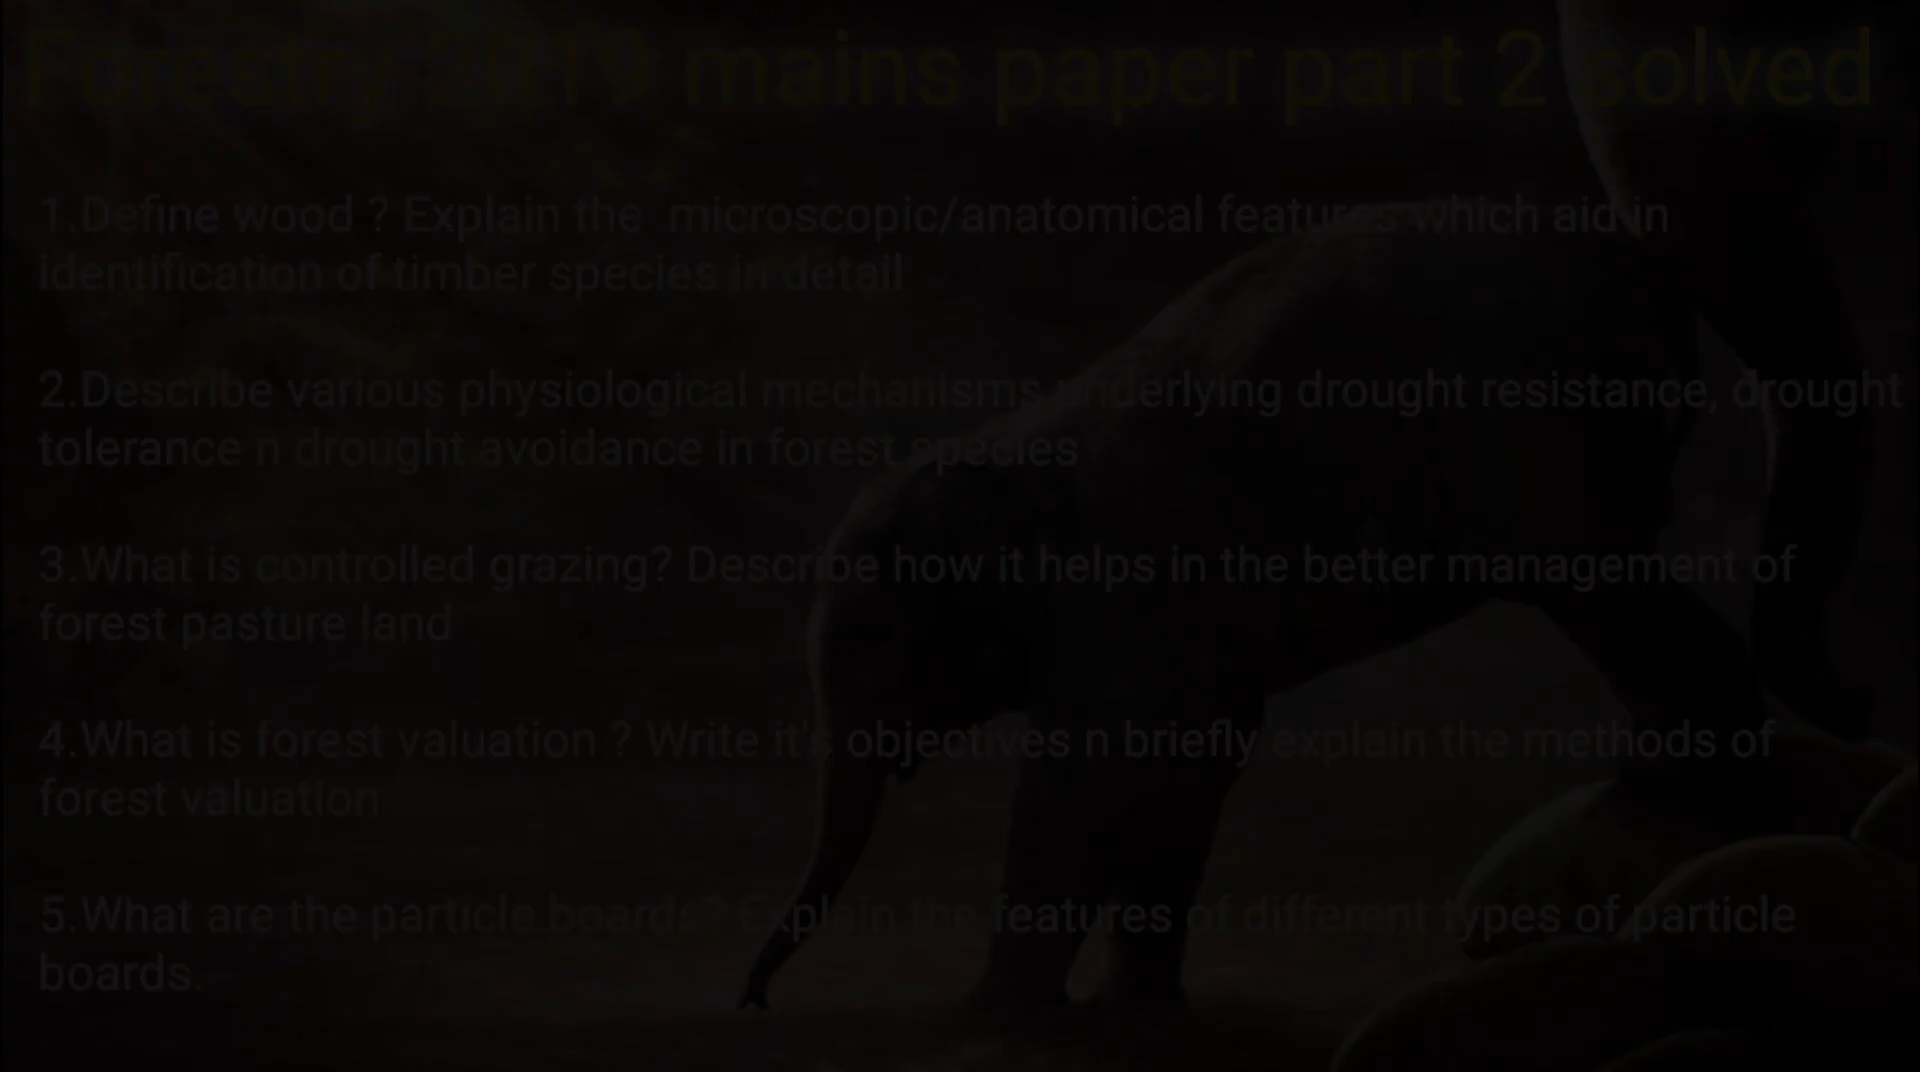 Forestry 2019 mains paper part 2 solved
1.Define wood ? Explain the microscopic/anatomical features which aid in
identification of timber species in detail
2.Describe various physiological mechanisms underlying drought resistance, drought
tolerance n drought avoidance in forest species
3.What is controlled grazing? Describe how it helps in the better management of
forest pasture land
4.What is forest valuation ? Write it's objectives n briefly explain the methods of
forest valuation
5.What are the particle boards? Explain the features of different types of particle
boards.